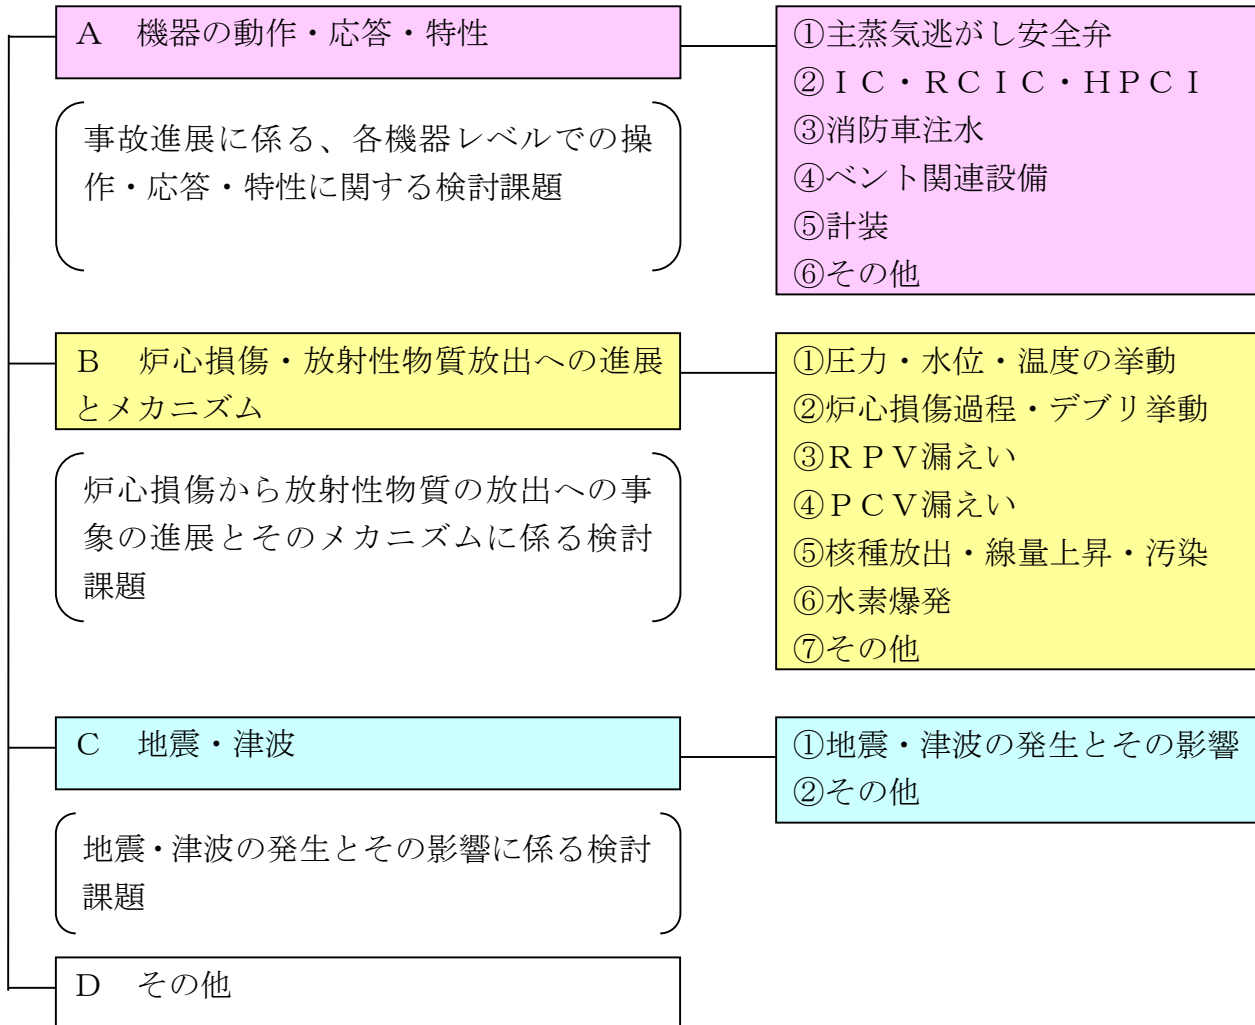 A 機器の動作・応答・特性
①主蒸気逃がし安全弁
②ＩＣ・ＲＣＩＣ・ＨＰＣＩ
③消防車注水
④ベント関連設備
⑤計装
⑥その他
事故進展に係る、各機器レベルでの操
作・応答・特性に関する検討課題
B 炉心損傷・放射性物質放出への進展
とメカニズム
①圧力・水位・温度の挙動
②炉心損傷過程・デブリ挙動
③ＲＰＶ漏えい
④ＰＣＶ漏えい
⑤核種放出・線量上昇・汚染
⑥水素爆発
⑦その他
炉心損傷から放射性物質の放出への事
象の進展とそのメカニズムに係る検討
課題
C 地震・津波
①地震・津波の発生とその影響
②その他
地震・津波の発生とその影響に係る検討
課題
D その他